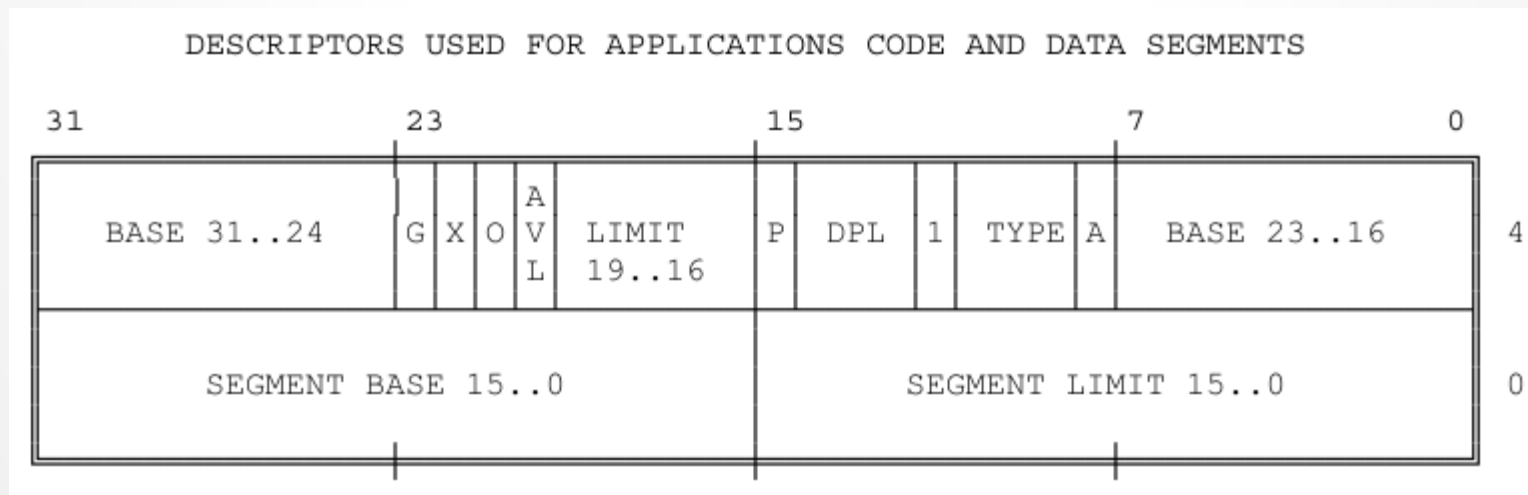 DESCRIPTORS USED FOR APPLICATIONS CODE AND DATA SEGMENTS
31 23 15 7 0
BASE 31..24 G X O AVL LIMIT 19..16 P DPL 1 TYPE A BASE 23..16 4
SEGMENT BASE 15..0 SEGMENT LIMIT 15..0 0